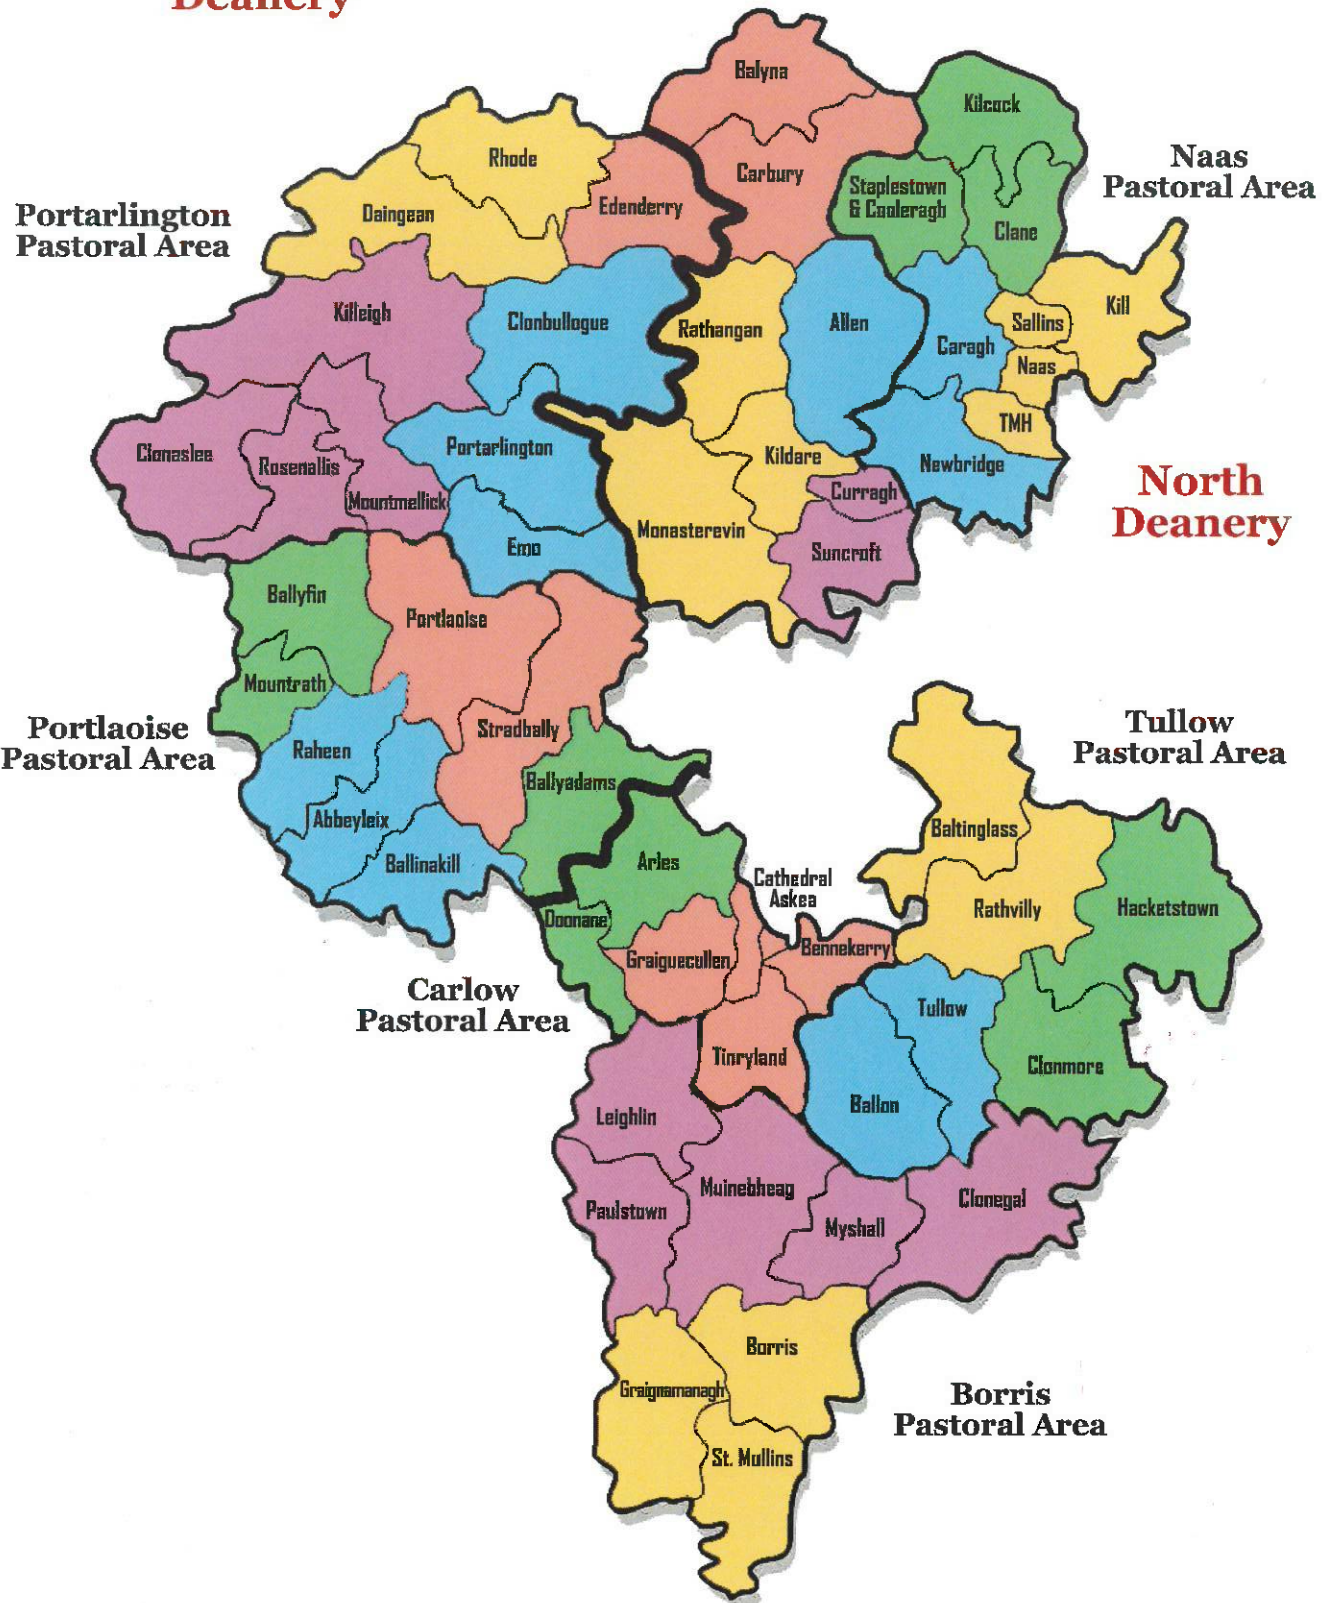 Deanery
Balyna
Kilcock
Naas
Pastoral Area
Rhode
Carbury
Staplestown
& Cooleragh
Edenderry
Portarlington
Pastoral Area
Daingean
Clane
Killeigh
Clonbullogue
Rathangan
Allen
Sallins
Kill
Caragh
Naas
TMH
Clonaslee
Rosenallis
Portarlington
Kildare
Newbridge
Mountmellick
Curragh
North
Deanery
Monasterevin
Emo
Suncroft
Ballyfin
Portlaoise
Mountrath
Portlaoise
Pastoral Area
Raheen
Stradbally
Tullow
Pastoral Area
Ballyadams
Abbeyleix
Baltinglass
Ballinakill
Arles
Cathedral
Askea
Doonane
Rathvilly
Hacketstown
Graiguecullen
Bennekerry
Carlow
Pastoral Area
Tullow
Tinryland
Clonmore
Leighlin
Ballon
Muinebheag
Paulstown
Myshall
Clonegal
Borris
Graignamanagh
Borris
Pastoral Area
St. Mullins